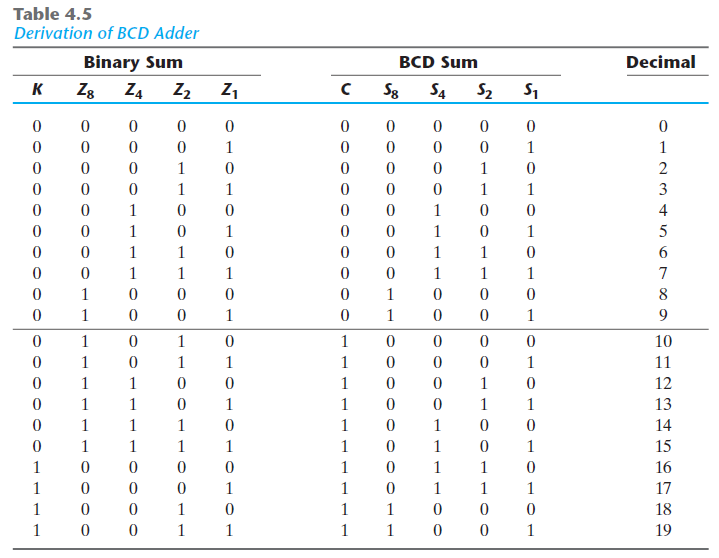 Table 4.5
Derivation of BCD Adder
Binary Sum BCD Sum Decimal
K Z8 Z4 Z2 Z1 C S8 S4 S2 S1
0 0 0 0 0 0 0 0 0 0 0
0 0 0 0 1 0 0 0 0 1 1
0 0 0 1 0 0 0 0 1 0 2
0 0 0 1 1 0 0 0 1 1 3
0 0 1 0 0 0 0 1 0 0 4
0 0 1 0 1 0 0 1 0 1 5
0 0 1 1 0 0 0 1 1 0 6
0 0 1 1 1 0 0 1 1 1 7
0 1 0 0 0 0 1 0 0 0 8
0 1 0 0 1 0 1 0 0 1 9
0 1 0 1 0 1 0 0 0 0 10
0 1 0 1 1 1 0 0 0 1 11
0 1 1 0 0 1 0 0 1 0 12
0 1 1 0 1 1 0 0 1 1 13
0 1 1 1 0 1 0 1 0 0 14
0 1 1 1 1 1 0 1 0 1 15
1 0 0 0 0 1 0 1 1 0 16
1 0 0 0 1 1 0 1 1 1 17
1 0 0 1 0 1 1 0 0 0 18
1 0 0 1 1 1 1 0 0 1 19